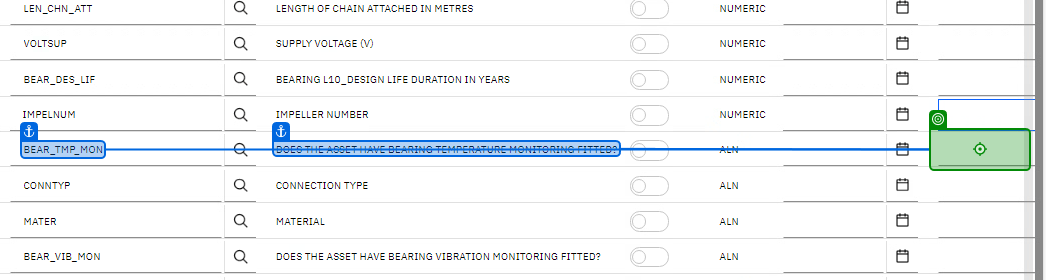 LEN_CHN_ATT LENGTH OF CHAIN ATTACHED IN METRES NUMERIC
VOLTSUP SUPPLY VOLTAGE (V) NUMERIC
BEAR_DES_LIF BEARING L10_DESIGN LIFE DURATION IN YEARS NUMERIC
IMPELNUM IMPELLER NUMBER NUMERIC
BEAR_TMP_MON DOES THE ASSET HAVE BEARING TEMPERATURE MONITORING FITTED? ALN
CONNTYP CONNECTION TYPE ALN
MATER MATERIAL ALN
BEAR_VIB_MON DOES THE ASSET HAVE BEARING VIBRATION MONITORING FITTED? ALN